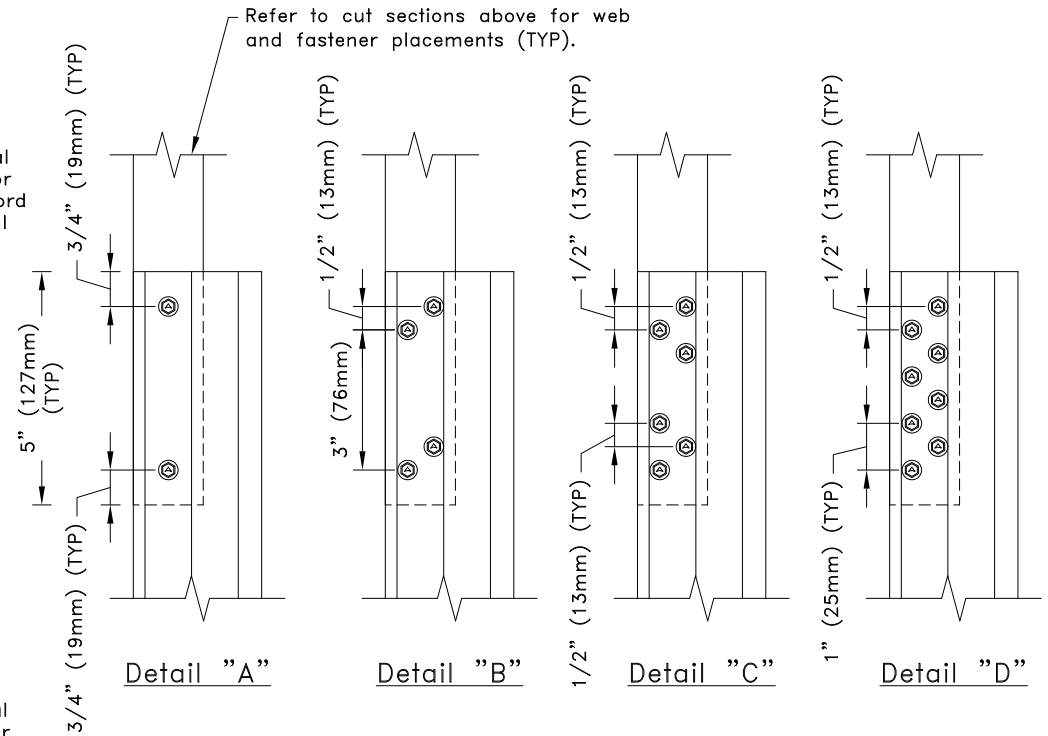 Refer to cut sections above for web
and fastener placements (TYP).
3/4" (19mm) (TYP)
5" (127mm)
(TYP)
3/4" (19mm) (TYP)
1/2" (13mm) (TYP)
3" (76mm)
1/2" (13mm) (TYP)
1/2" (13mm) (TYP)
1/2" (13mm) (TYP)
1" (25mm) (TYP)
Detail "A"
Detail "B"
Detail "C"
Detail "D"